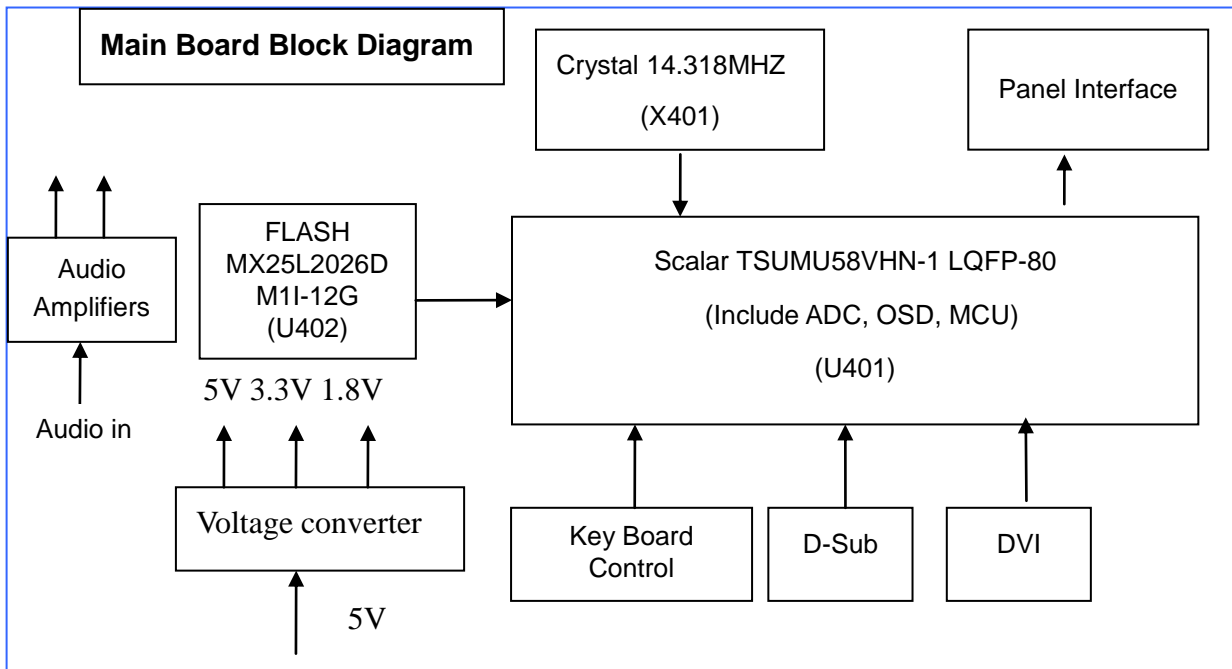 Main Board Block Diagram
Crystal 14.318MHZ
(X401)
Panel Interface
Audio
Amplifiers
Audio in
FLASH
MX25L2026D
M1I-12G
(U402)
Scalar TSUMU58VHN-1 LQFP-80
(Include ADC, OSD, MCU)
(U401)
5V 3.3V 1.8V
Voltage converter
5V
Key Board
Control
D-Sub
DVI